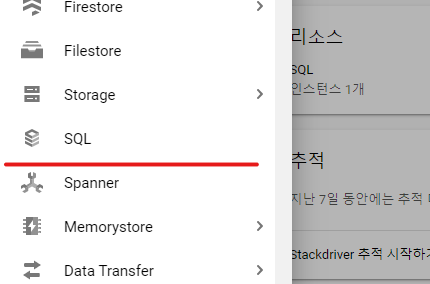 Firestore
Filestore
Storage
SQL
Spanner
Memorystore
Data Transfer
리소스
SQL
인스턴스 1개
추적
지난 7일 동안에는 추적
Stackdriver 추적 시작하기